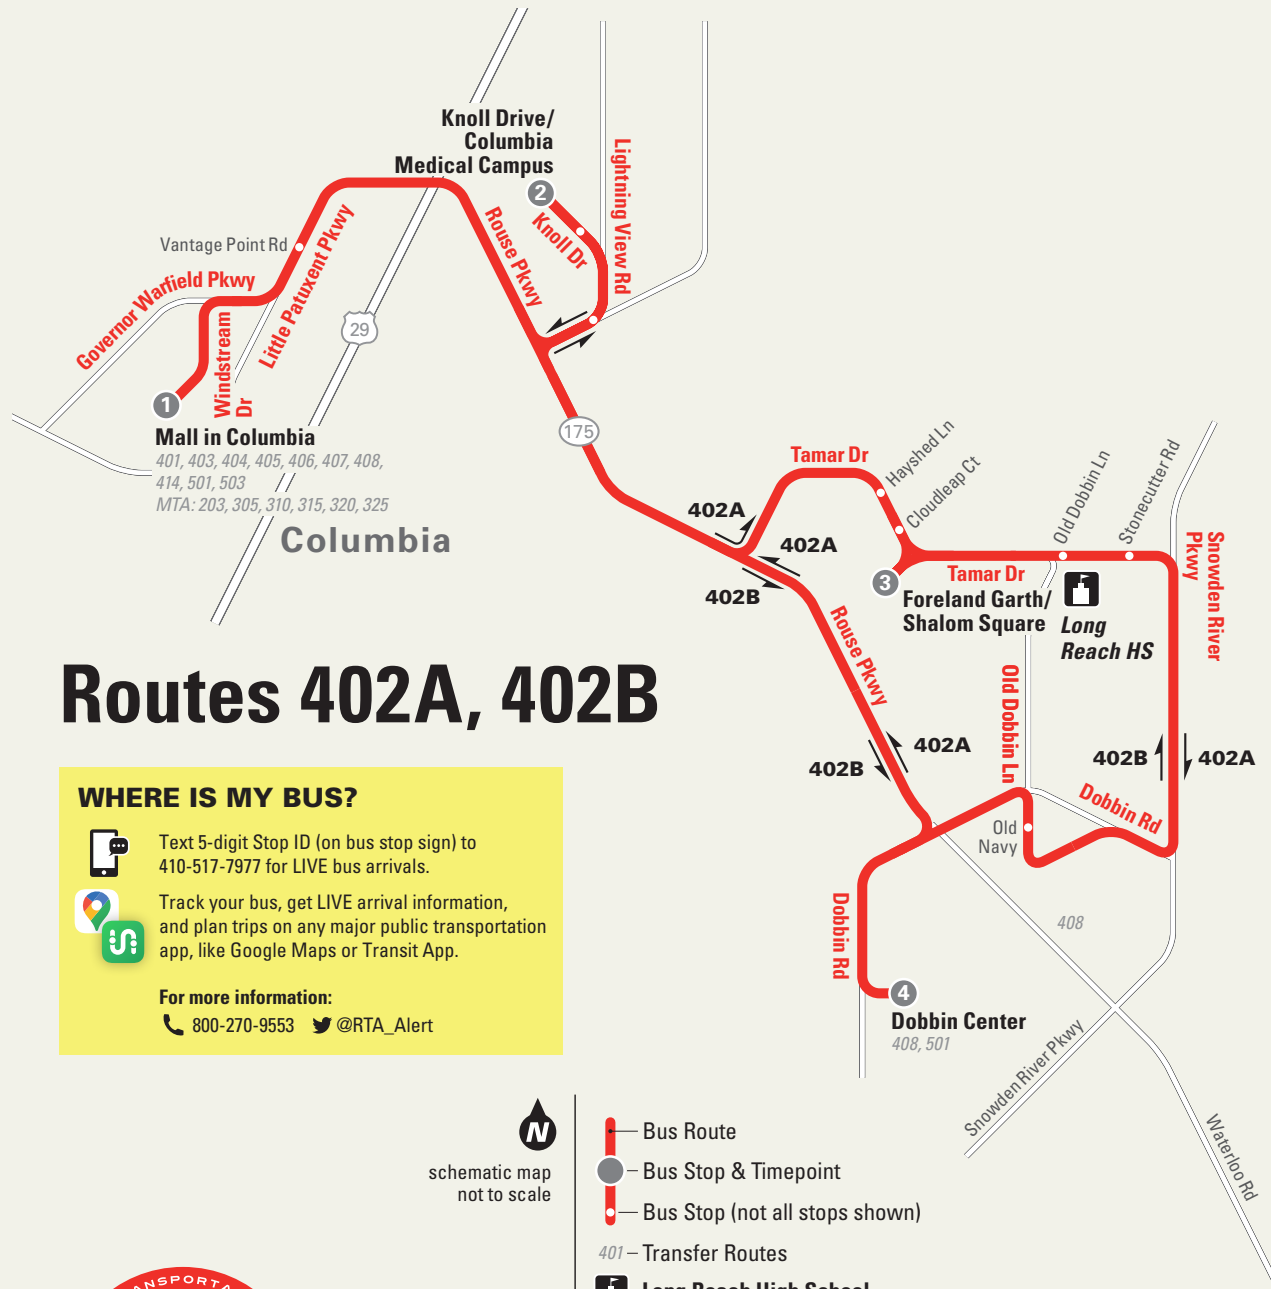 Knoll Drive/
Columbia
Medical Campus
2
Knoll Dr
Lightning View Rd
Rouse Pkwy
Vantage Point Rd
Governor Warfield Pkwy
Little Patuxent Pkwy
Windstream
Dr
29
1
Mall in Columbia
401, 403, 404, 405, 406, 407, 408,
414, 501, 503
MTA: 203, 305, 310, 315, 320, 325
Columbia
175
402A
402A
402B
Tamar Dr
Hayshed Ln
Cloudleap Ct
Old Dobbin Ln
Stonecutter Rd
Snowden River
Pkwy
3
Tamar Dr
Foreland Garth/
Shalom Square
Long
Reach HS
Rouse Pkwy
Old Dobbin Ln
402A
402B
402B
402A
Dobbin Rd
Old
Navy
Dobbin Rd
408
4
Dobbin Center
408, 501
Snowden River Pkwy
Waterloo Rd
Routes 402A, 402B
WHERE IS MY BUS?
Text 5-digit Stop ID (on bus stop sign) to
410-517-7977 for LIVE bus arrivals.
Track your bus, get LIVE arrival information,
and plan trips on any major public transportation
app, like Google Maps or Transit App.
For more information:
800-270-9553 @RTA_Alert
N
schematic map
not to scale
Bus Route
Bus Stop & Timepoint
Bus Stop (not all stops shown)
401 – Transfer Routes
Long Reach High School